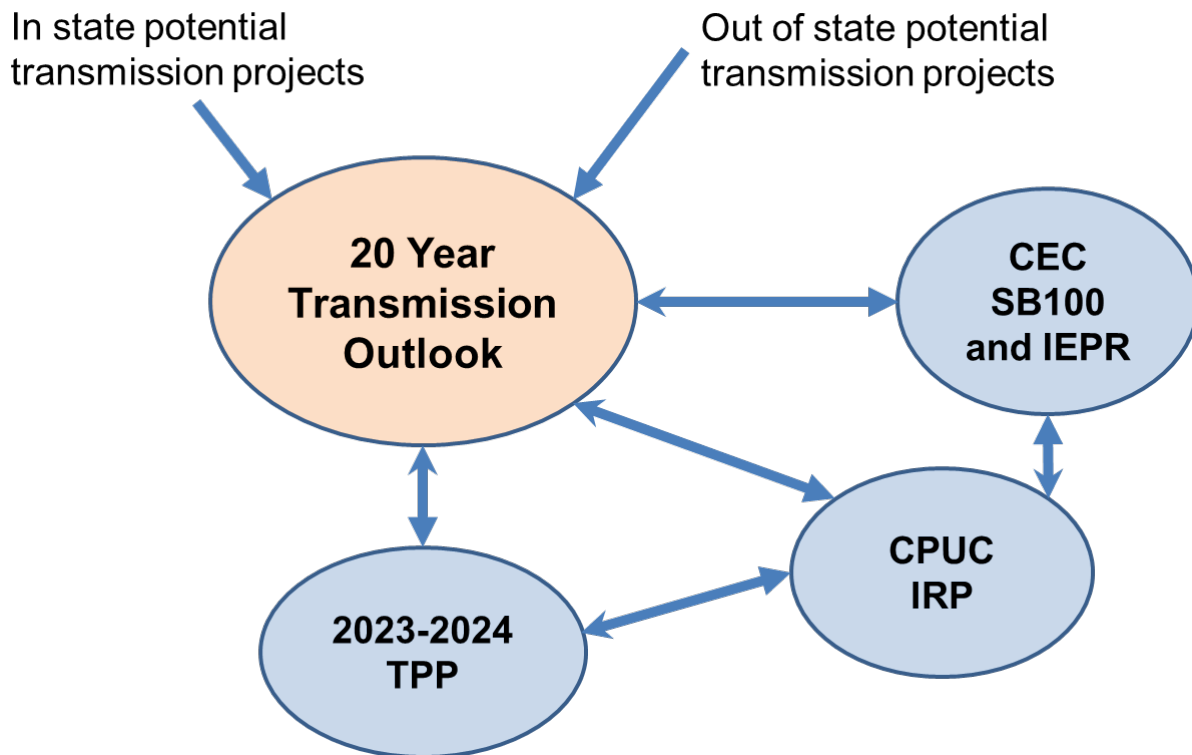 In state potential
transmission projects
Out of state potential
transmission projects
20 Year
Transmission
Outlook
CEC
SB100
and IEPR
CPUC
IRP
2023-2024
TPP